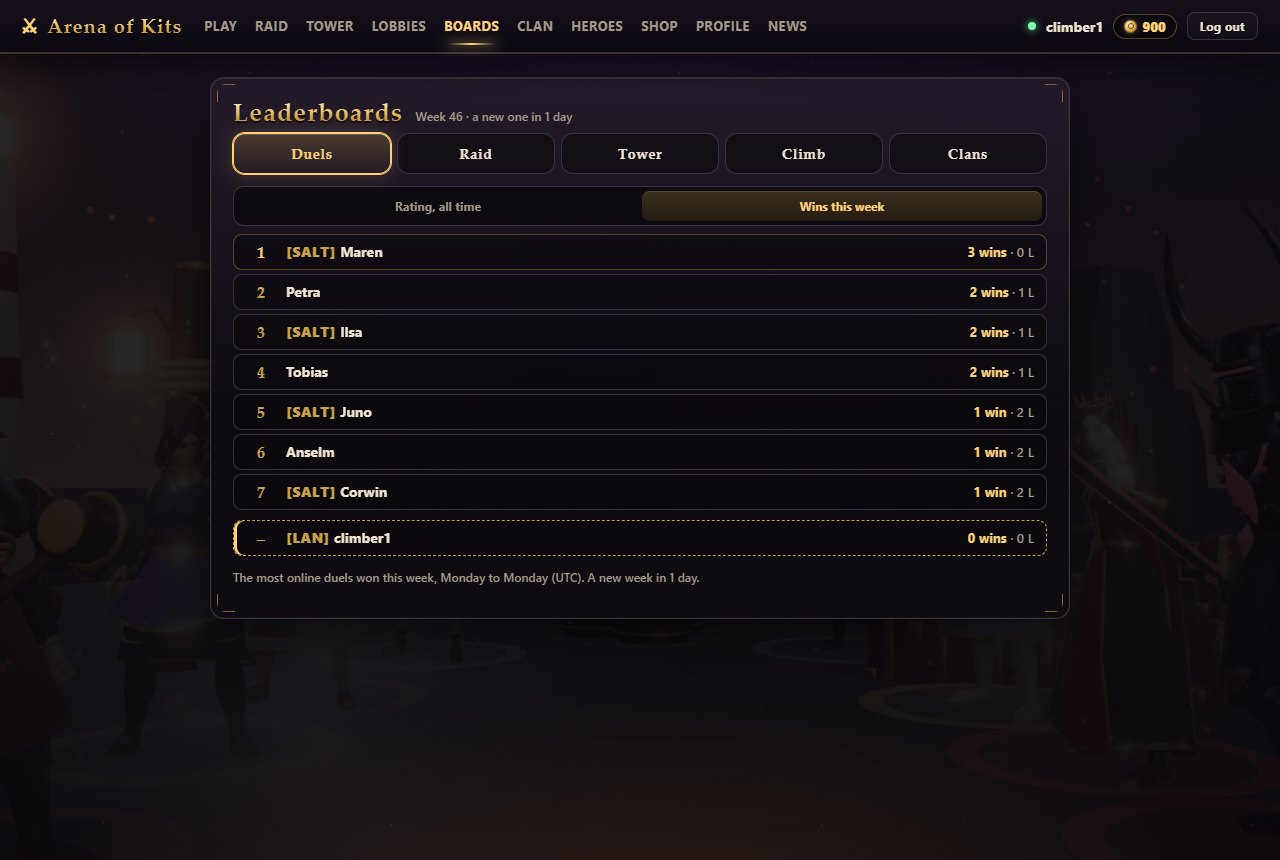 Arena of Kits PLAY RAID TOWER LOBBIES BOARDS CLAN HEROES SHOP PROFILE NEWS climber1 900 Log out
Leaderboards Week 46 · a new one in 1 day
Duels Raid Tower Climb Clans
Rating, all time Wins this week
1 [SALT] Maren 3 wins · 0 L
2 Petra 2 wins · 1 L
3 [SALT] Ilsa 2 wins · 1 L
4 Tobias 2 wins · 1 L
5 [SALT] Juno 1 win · 2 L
6 Anselm 1 win · 2 L
7 [SALT] Corwin 1 win · 2 L
– [LAN] climber1 0 wins · 0 L
The most online duels won this week, Monday to Monday (UTC). A new week in 1 day.